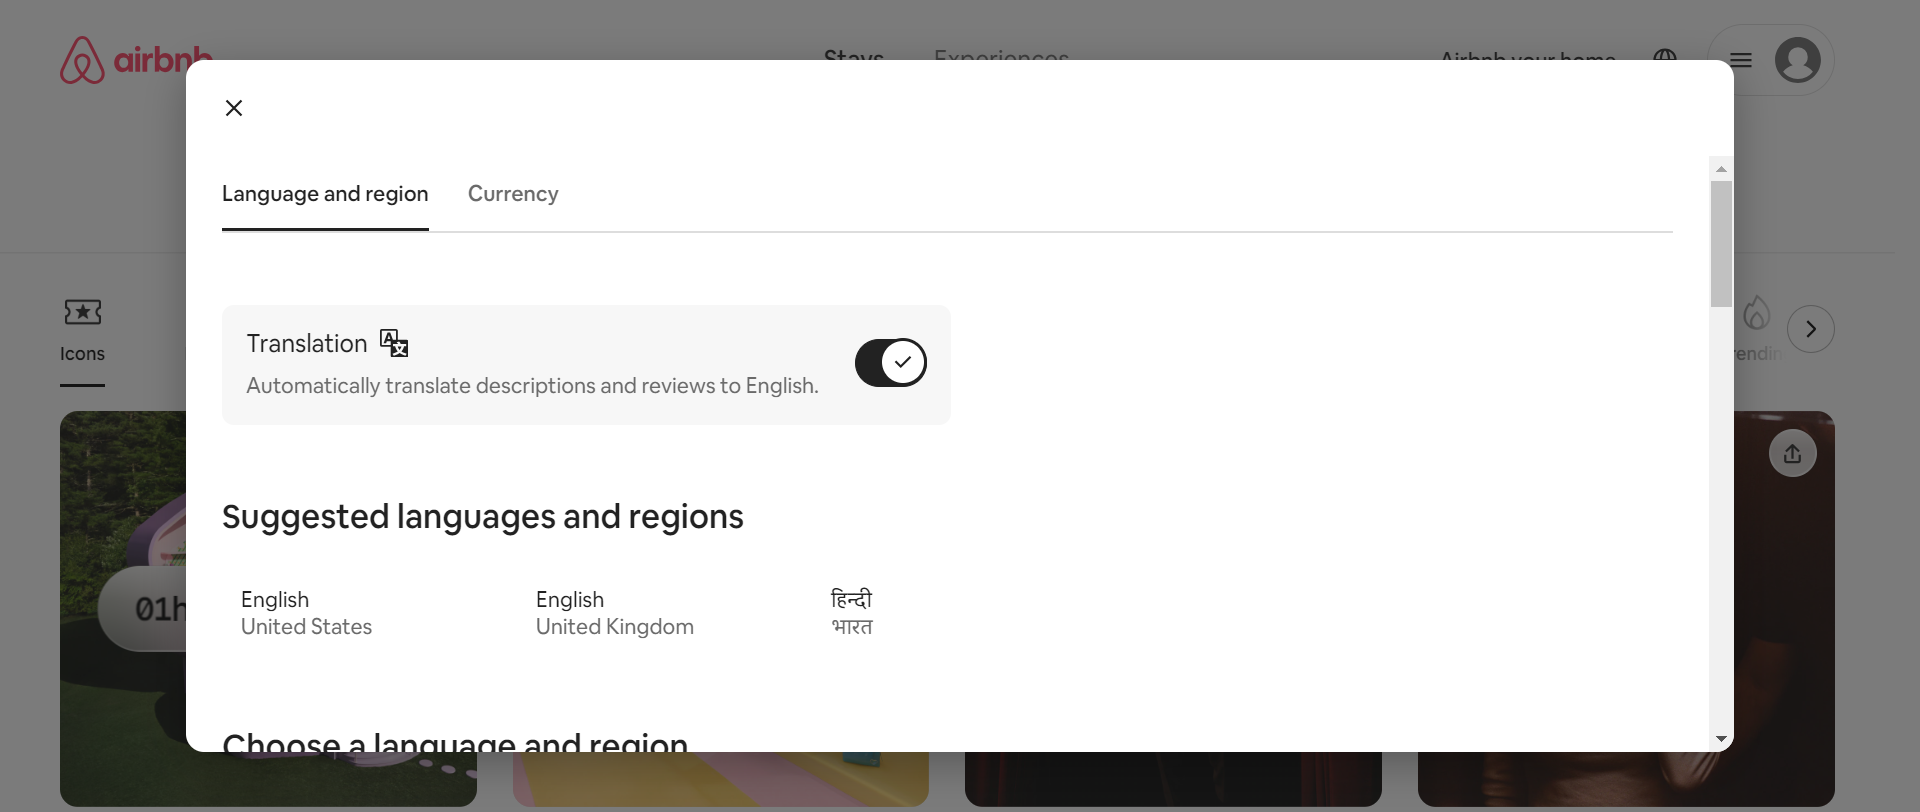 airbnb
Stays
Experiences
Airbnb your home
Language and region
Currency
Translation
Automatically translate descriptions and reviews to English.
Icons
Suggested languages and regions
English
United States
English
United Kingdom
हिन्दी
भारत
01h
Choose a language and region